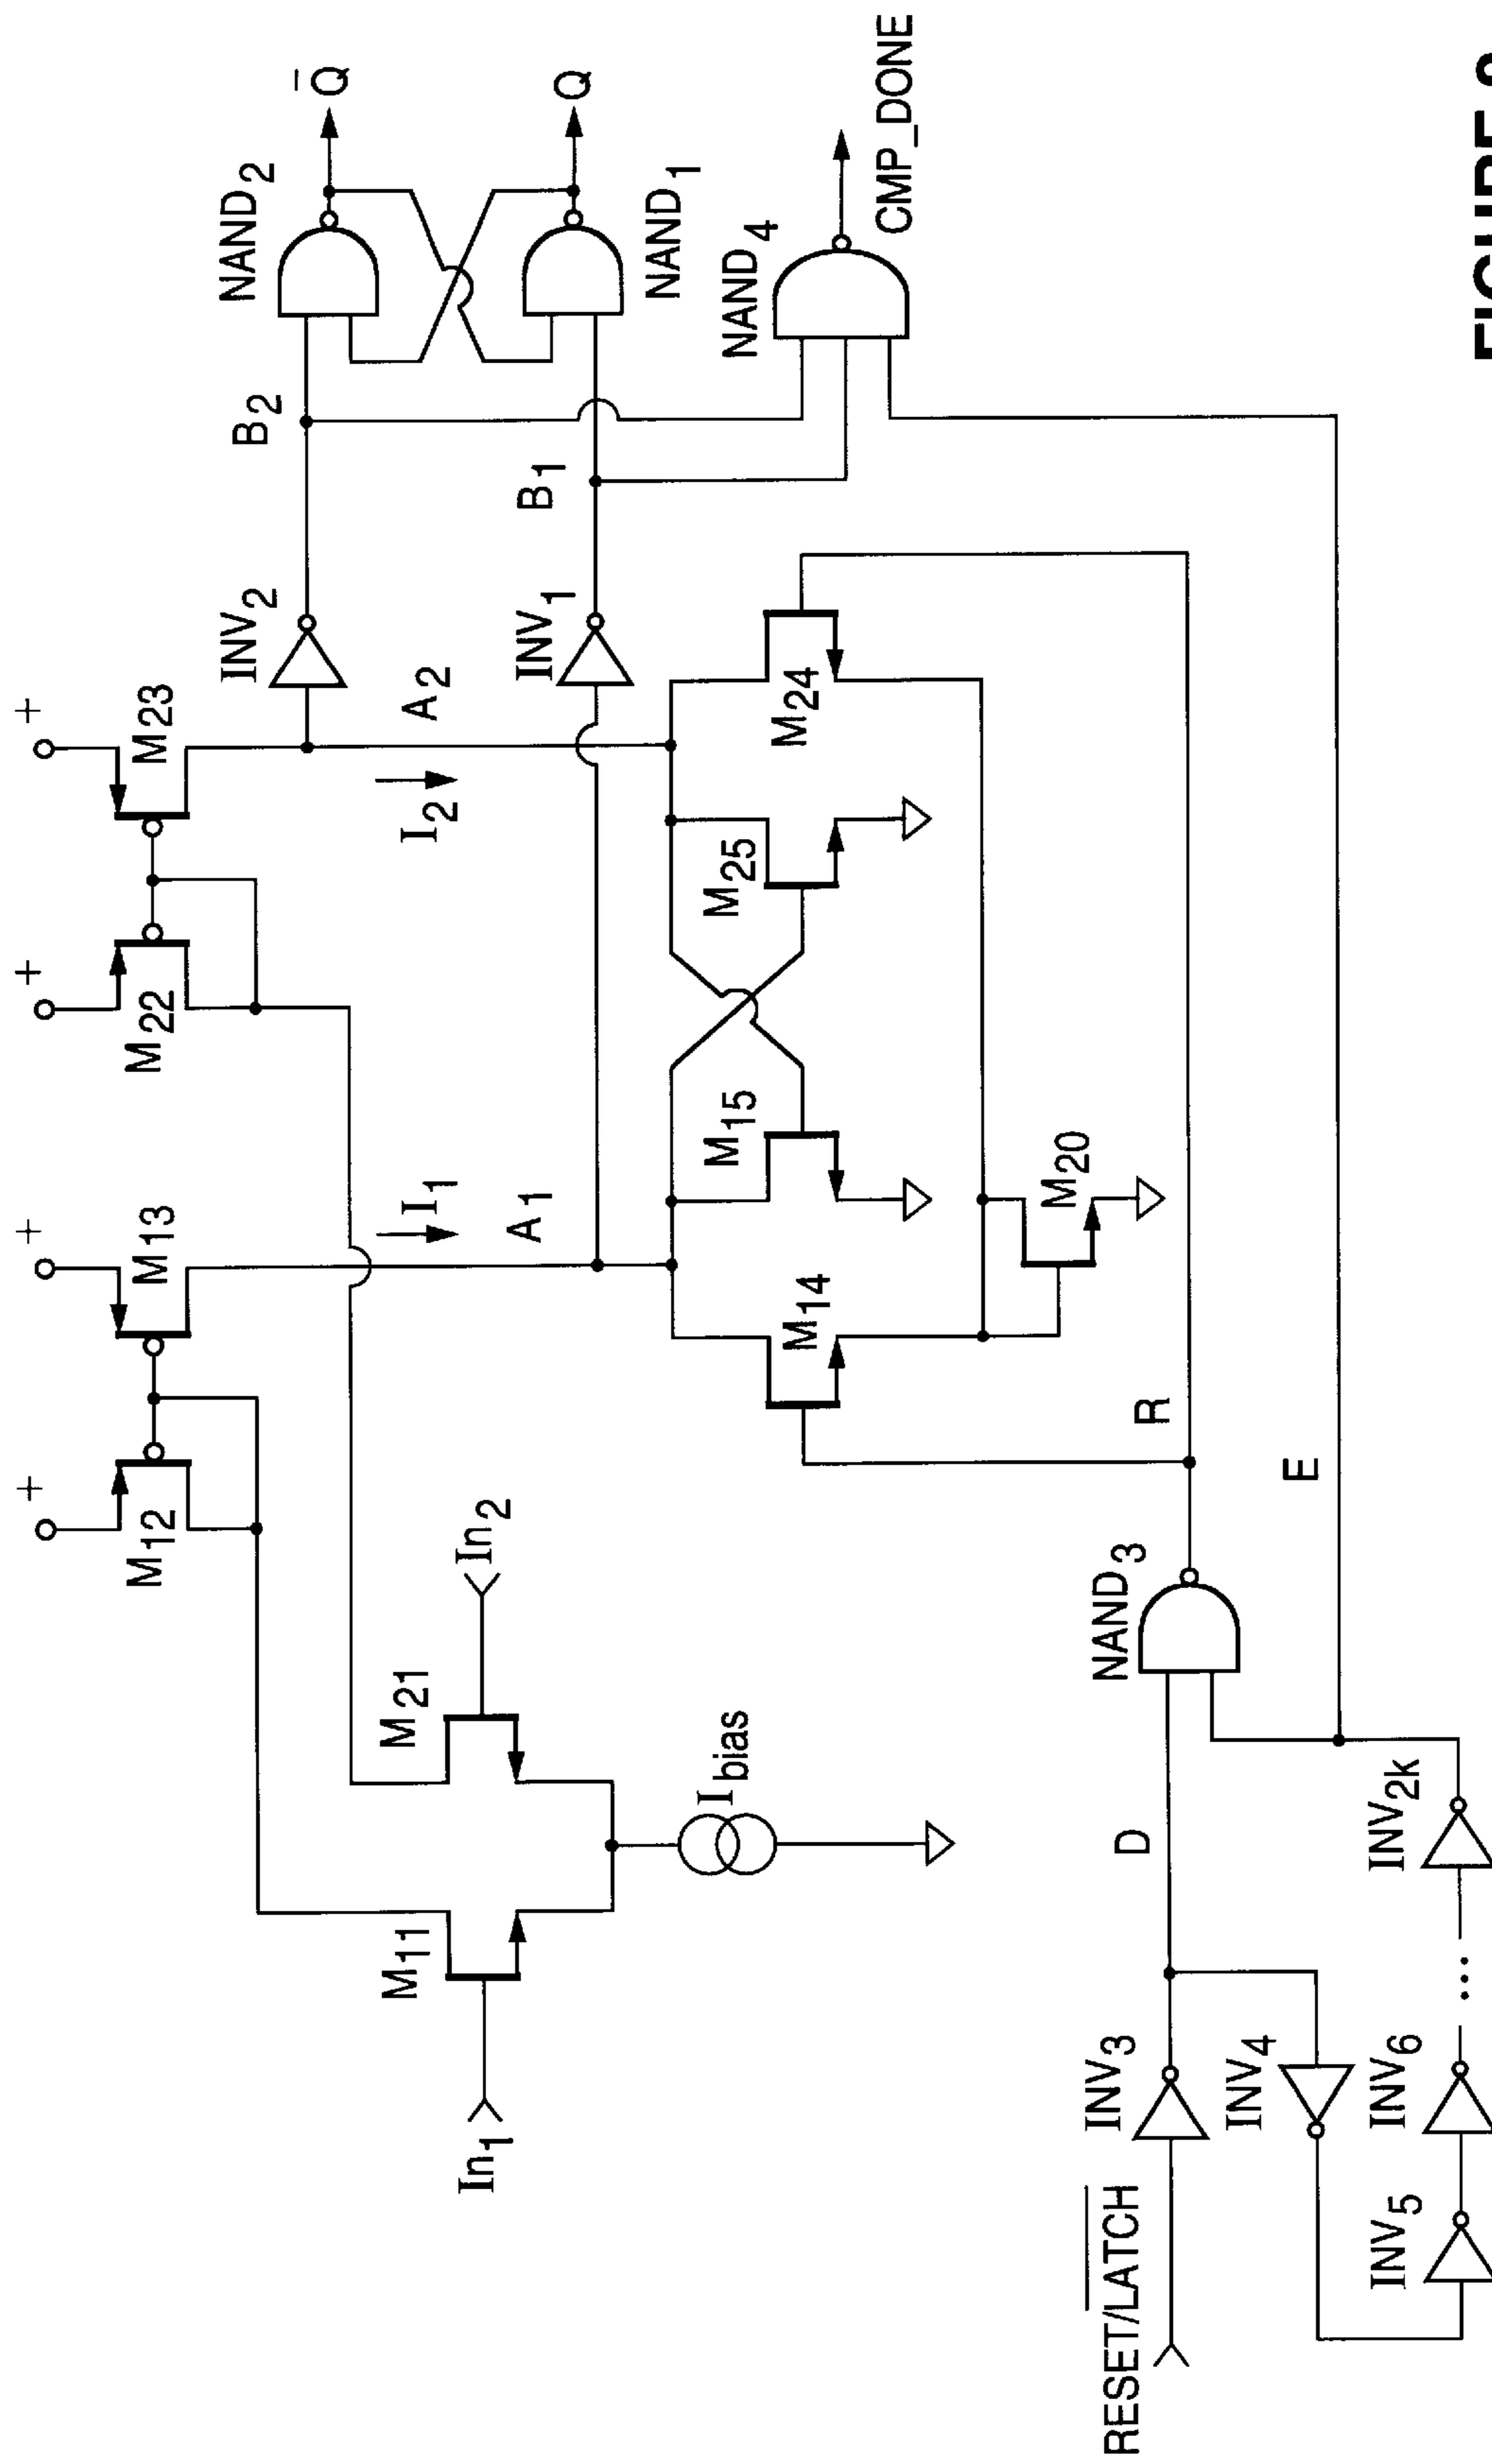 +
+
+
+
M12
M13
M22
M23
I1
A1
I2
A2
INV2
INV1
B2
B1
NAND2
NAND1
NAND4
Q̅
Q
CMP_DONE
In1
M11
M21
In2
Ibias
M14
M15
M25
M24
M20
RESET/L̅A̅T̅C̅H̅
INV3
INV4
INV5
INV6
...
INV2k
D
NAND3
R
E